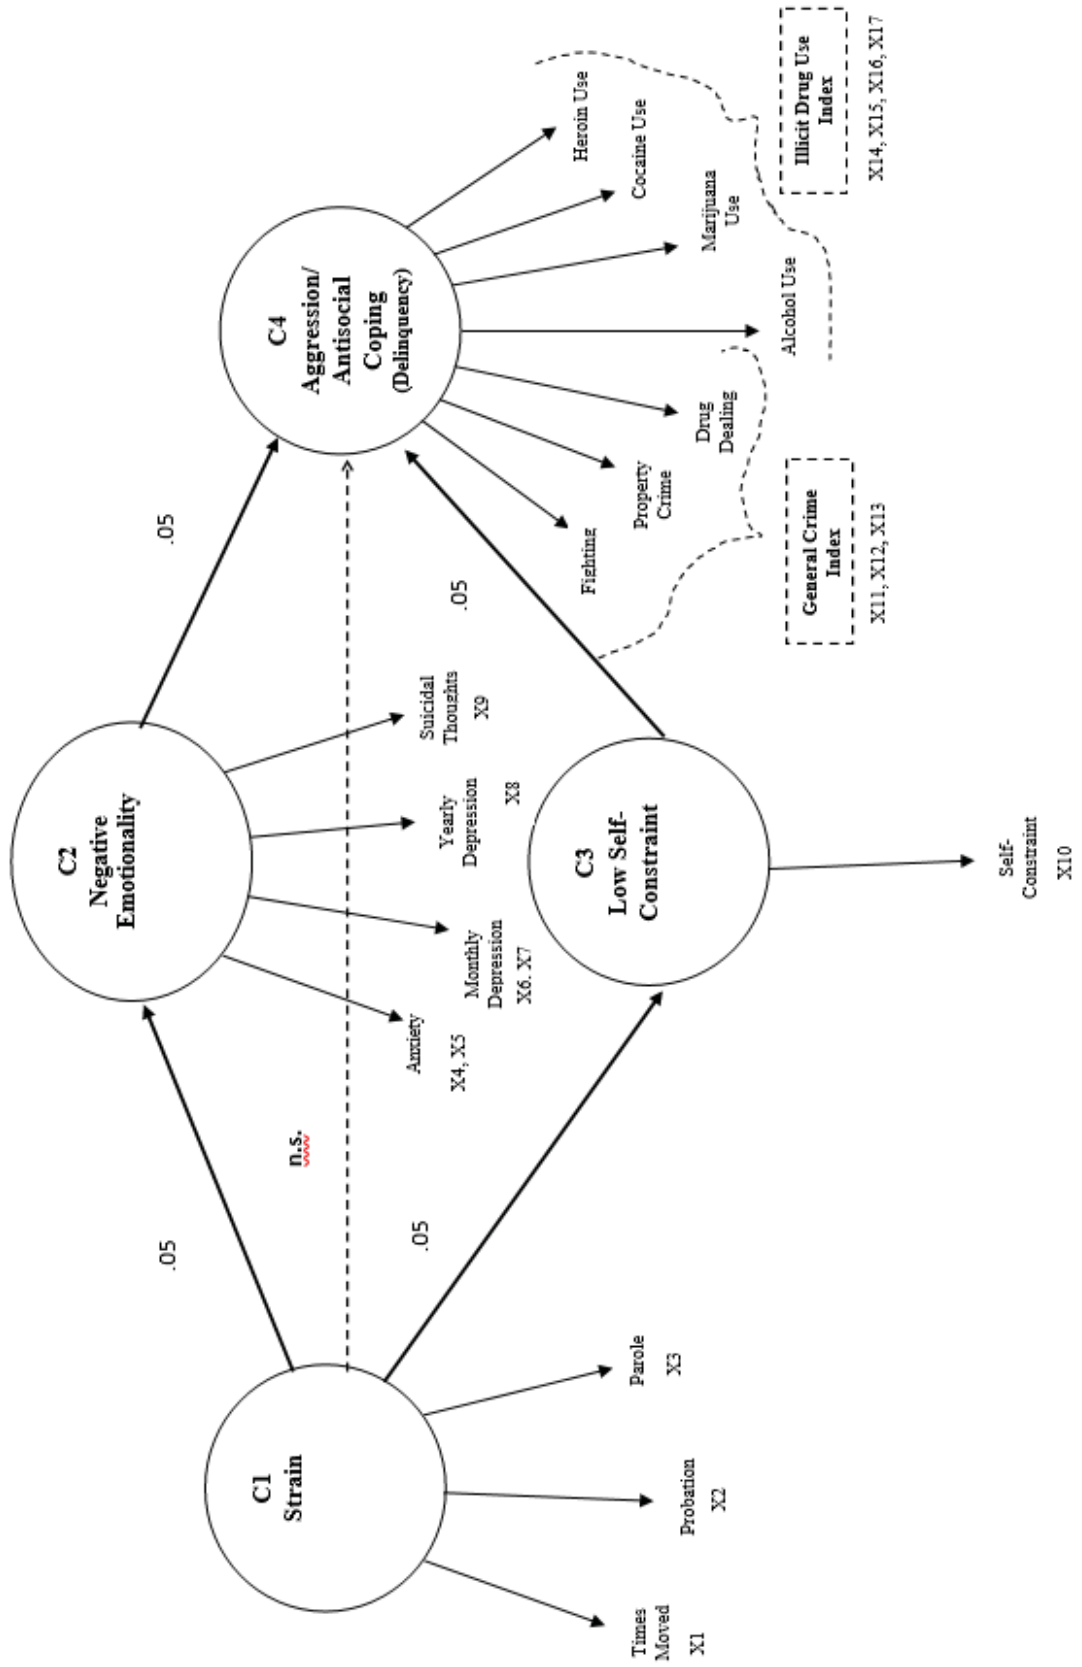 C1
Strain
Times
Moved
X1
Probation
X2
Parole
X3
.05
n.s.
.05
C2
Negative
Emotionality
Anxiety
X4, X5
Monthly
Depression
X6. X7
Yearly
Depression
X8
Suicidal
Thoughts
X9
C3
Low Self-
Constraint
Self-
Constraint
X10
.05
.05
C4
Aggression/
Antisocial
Coping
(Delinquency)
Fighting
Property
Crime
Drug
Dealing
Alcohol Use
Marijuana
Use
Cocaine Use
Heroin Use
General Crime
Index
X11, X12, X13
Illicit Drug Use
Index
X14, X15, X16, X17